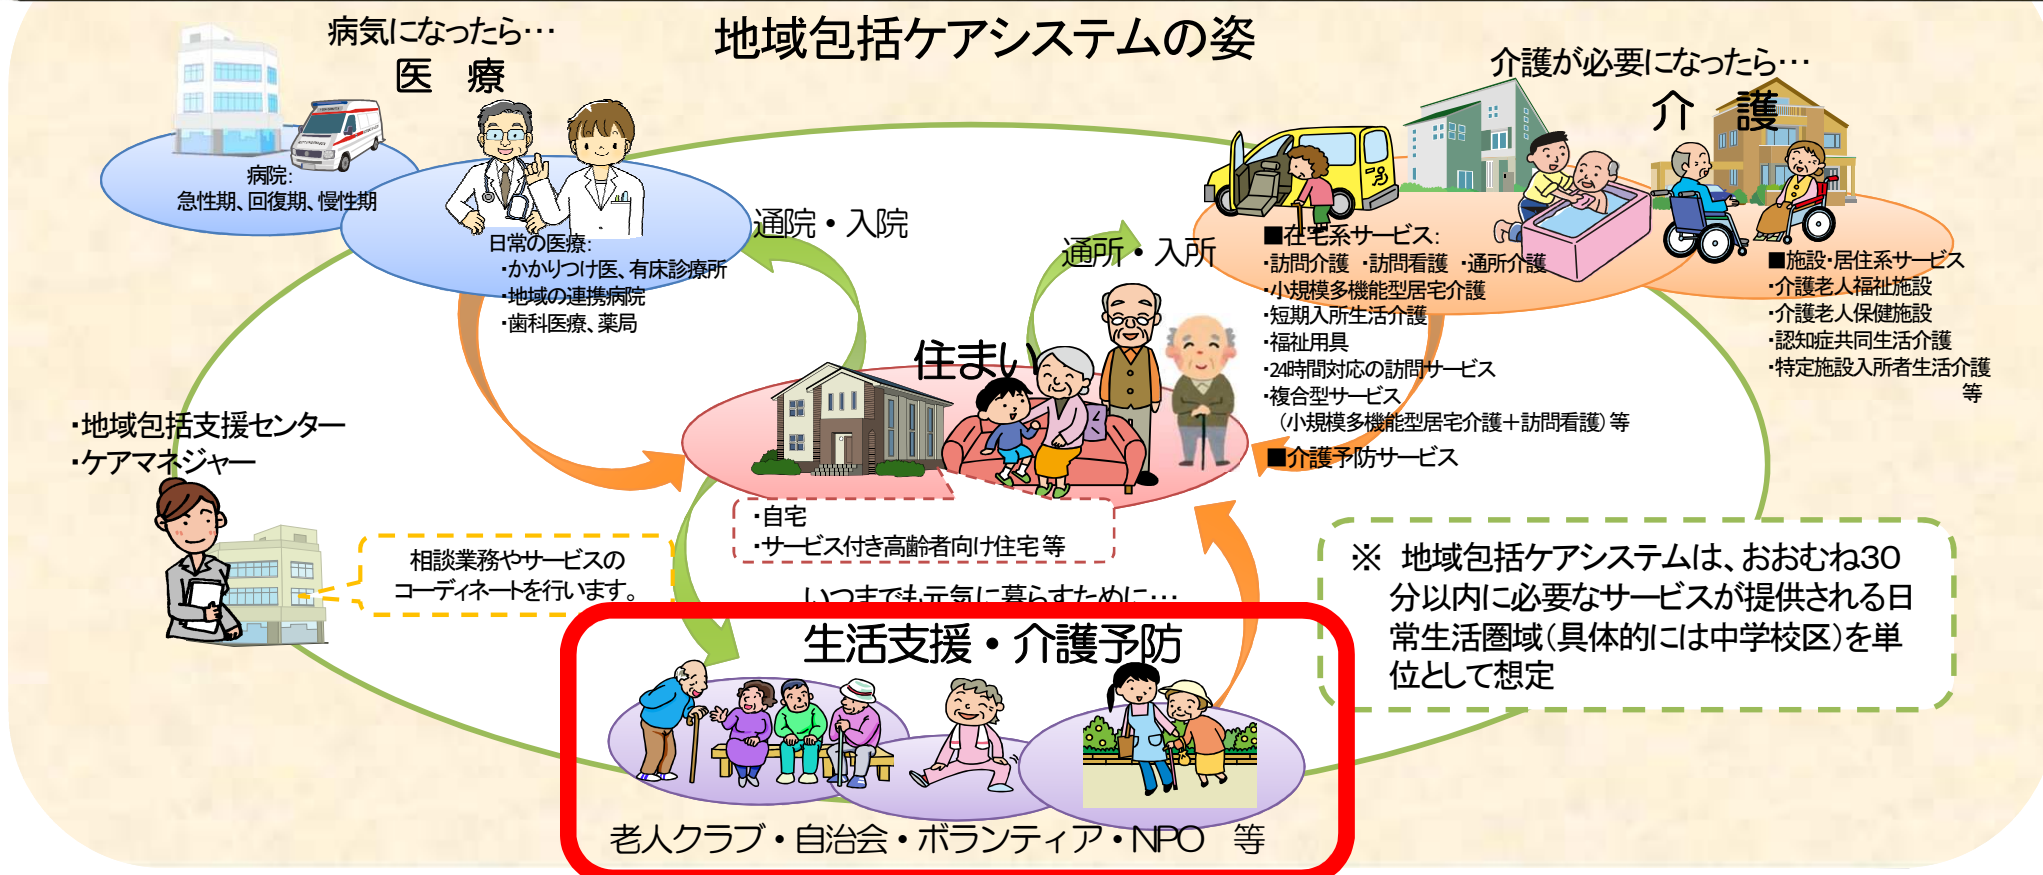 地域包括ケアシステムの姿
病気になったら…
医　療
病院:
急性期、回復期、慢性期
日常の医療:
・かかりつけ医、有床診療所
・地域の連携病院
・歯科医療、薬局
通院・入院
通所・入所
介護が必要になったら…
介　護
■在宅系サービス:
・訪問介護 ・訪問看護 ・通所介護
・小規模多機能型居宅介護
・短期入所生活介護
・福祉用具
・24時間対応の訪問サービス
・複合型サービス
（小規模多機能型居宅介護＋訪問看護）等
■介護予防サービス
■施設・居住系サービス
・介護老人福祉施設
・介護老人保健施設
・認知症共同生活介護
・特定施設入所者生活介護
等
住まい
・自宅
・サービス付き高齢者向け住宅 等
・地域包括支援センター
・ケアマネジャー
相談業務やサービスの
コーディネートを行います。
いつまでも元気に暮らすために…
生活支援・介護予防
老人クラブ・自治会・ボランティア・NPO　等
※ 地域包括ケアシステムは、おおむね30
分以内に必要なサービスが提供される日
常生活圏域（具体的には中学校区）を単
位として想定